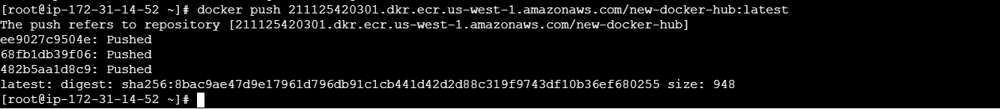 [root@ip-172-31-14-52 ~]# docker push 211125420301.dkr.ecr.us-west-1.amazonaws.com/new-docker-hub:latest
The push refers to repository [211125420301.dkr.ecr.us-west-1.amazonaws.com/new-docker-hub]
ee9027c9504e: Pushed
68fb1db39f06: Pushed
482b5aa1d8c9: Pushed
latest: digest: sha256:8bac9ae47d9e17961d796db91c1cb441d42d2d88c319f9743df10b36ef680255 size: 948
[root@ip-172-31-14-52 ~]#